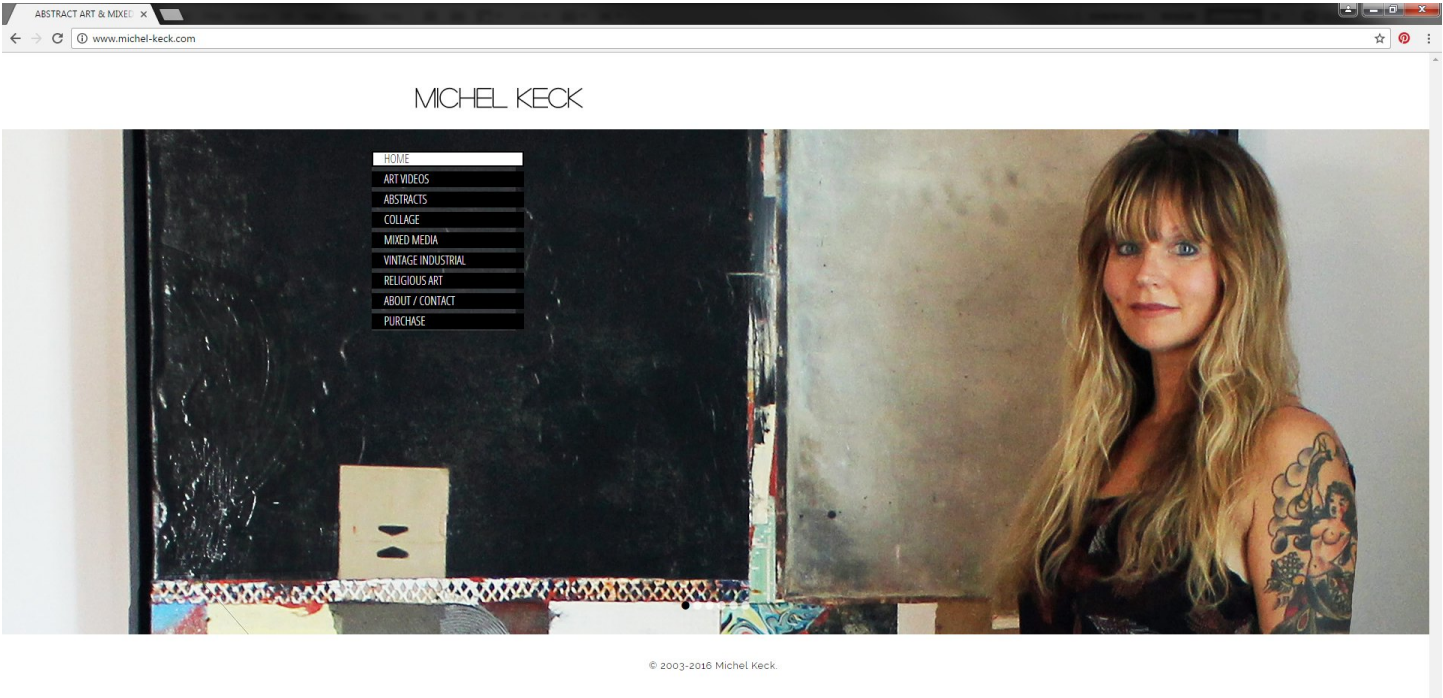 ABSTRACT ART & MIXED
www.michel-keck.com
MICHEL KECK
HOME
ART VIDEOS
ABSTRACTS
COLLAGE
MIXED MEDIA
VINTAGE INDUSTRIAL
RELIGIOUS ART
ABOUT / CONTACT
PURCHASE
© 2003-2016 Michel Keck.